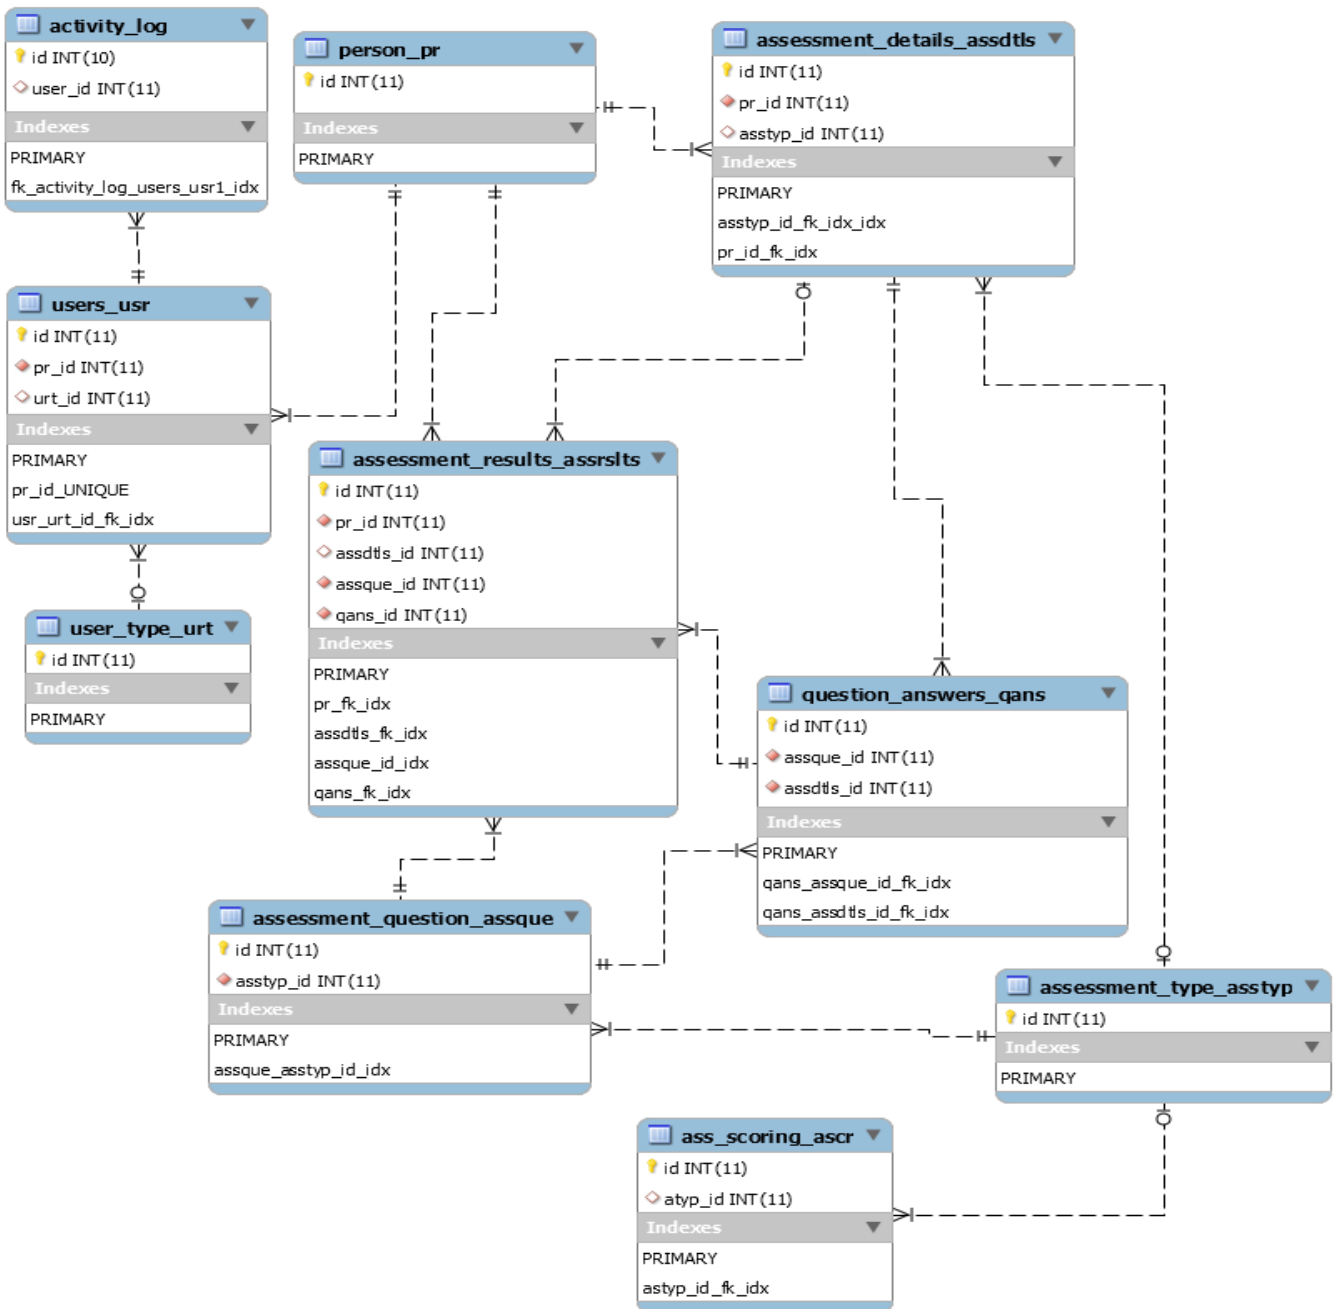 activity_log
id INT(10)
user_id INT(11)
Indexes
PRIMARY
fk_activity_log_users_usr1_idx
person_pr
id INT(11)
Indexes
PRIMARY
assessment_details_assdtls
id INT(11)
pr_id INT(11)
asstyp_id INT(11)
Indexes
PRIMARY
asstyp_id_fk_idx_idx
pr_id_fk_idx
users_usr
id INT(11)
pr_id INT(11)
urt_id INT(11)
Indexes
PRIMARY
pr_id_UNIQUE
usr_urt_id_fk_idx
assessment_results_assrslts
id INT(11)
pr_id INT(11)
assdtls_id INT(11)
assque_id INT(11)
qans_id INT(11)
Indexes
PRIMARY
pr_fk_idx
assdtls_fk_idx
assque_id_idx
qans_fk_idx
user_type_urt
id INT(11)
Indexes
PRIMARY
question_answers_qans
id INT(11)
assque_id INT(11)
assdtls_id INT(11)
Indexes
PRIMARY
qans_assque_id_fk_idx
qans_assdtls_id_fk_idx
assessment_question_assque
id INT(11)
asstyp_id INT(11)
Indexes
PRIMARY
assque_asstyp_id_idx
assessment_type_asstyp
id INT(11)
Indexes
PRIMARY
ass_scoring_ascr
id INT(11)
atyp_id INT(11)
Indexes
PRIMARY
astyp_id_fk_idx